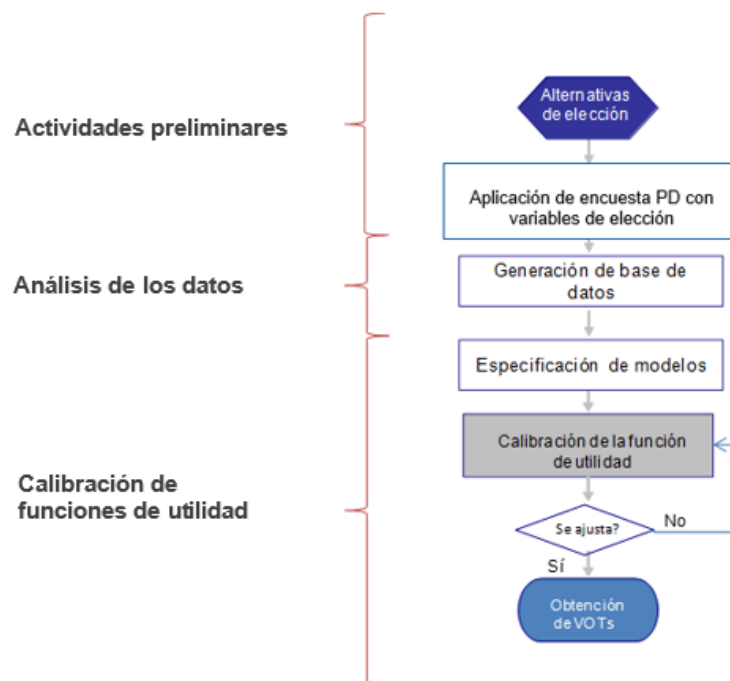 Actividades preliminares
Alternativas
de elección
Aplicación de encuesta PD con
variables de elección
Análisis de los datos
Generación de base de
datos
Especificación de modelos
Calibración de
funciones de utilidad
Calibración de la función
de utilidad
Se ajusta?
No
Sí
Obtención
de VOTs